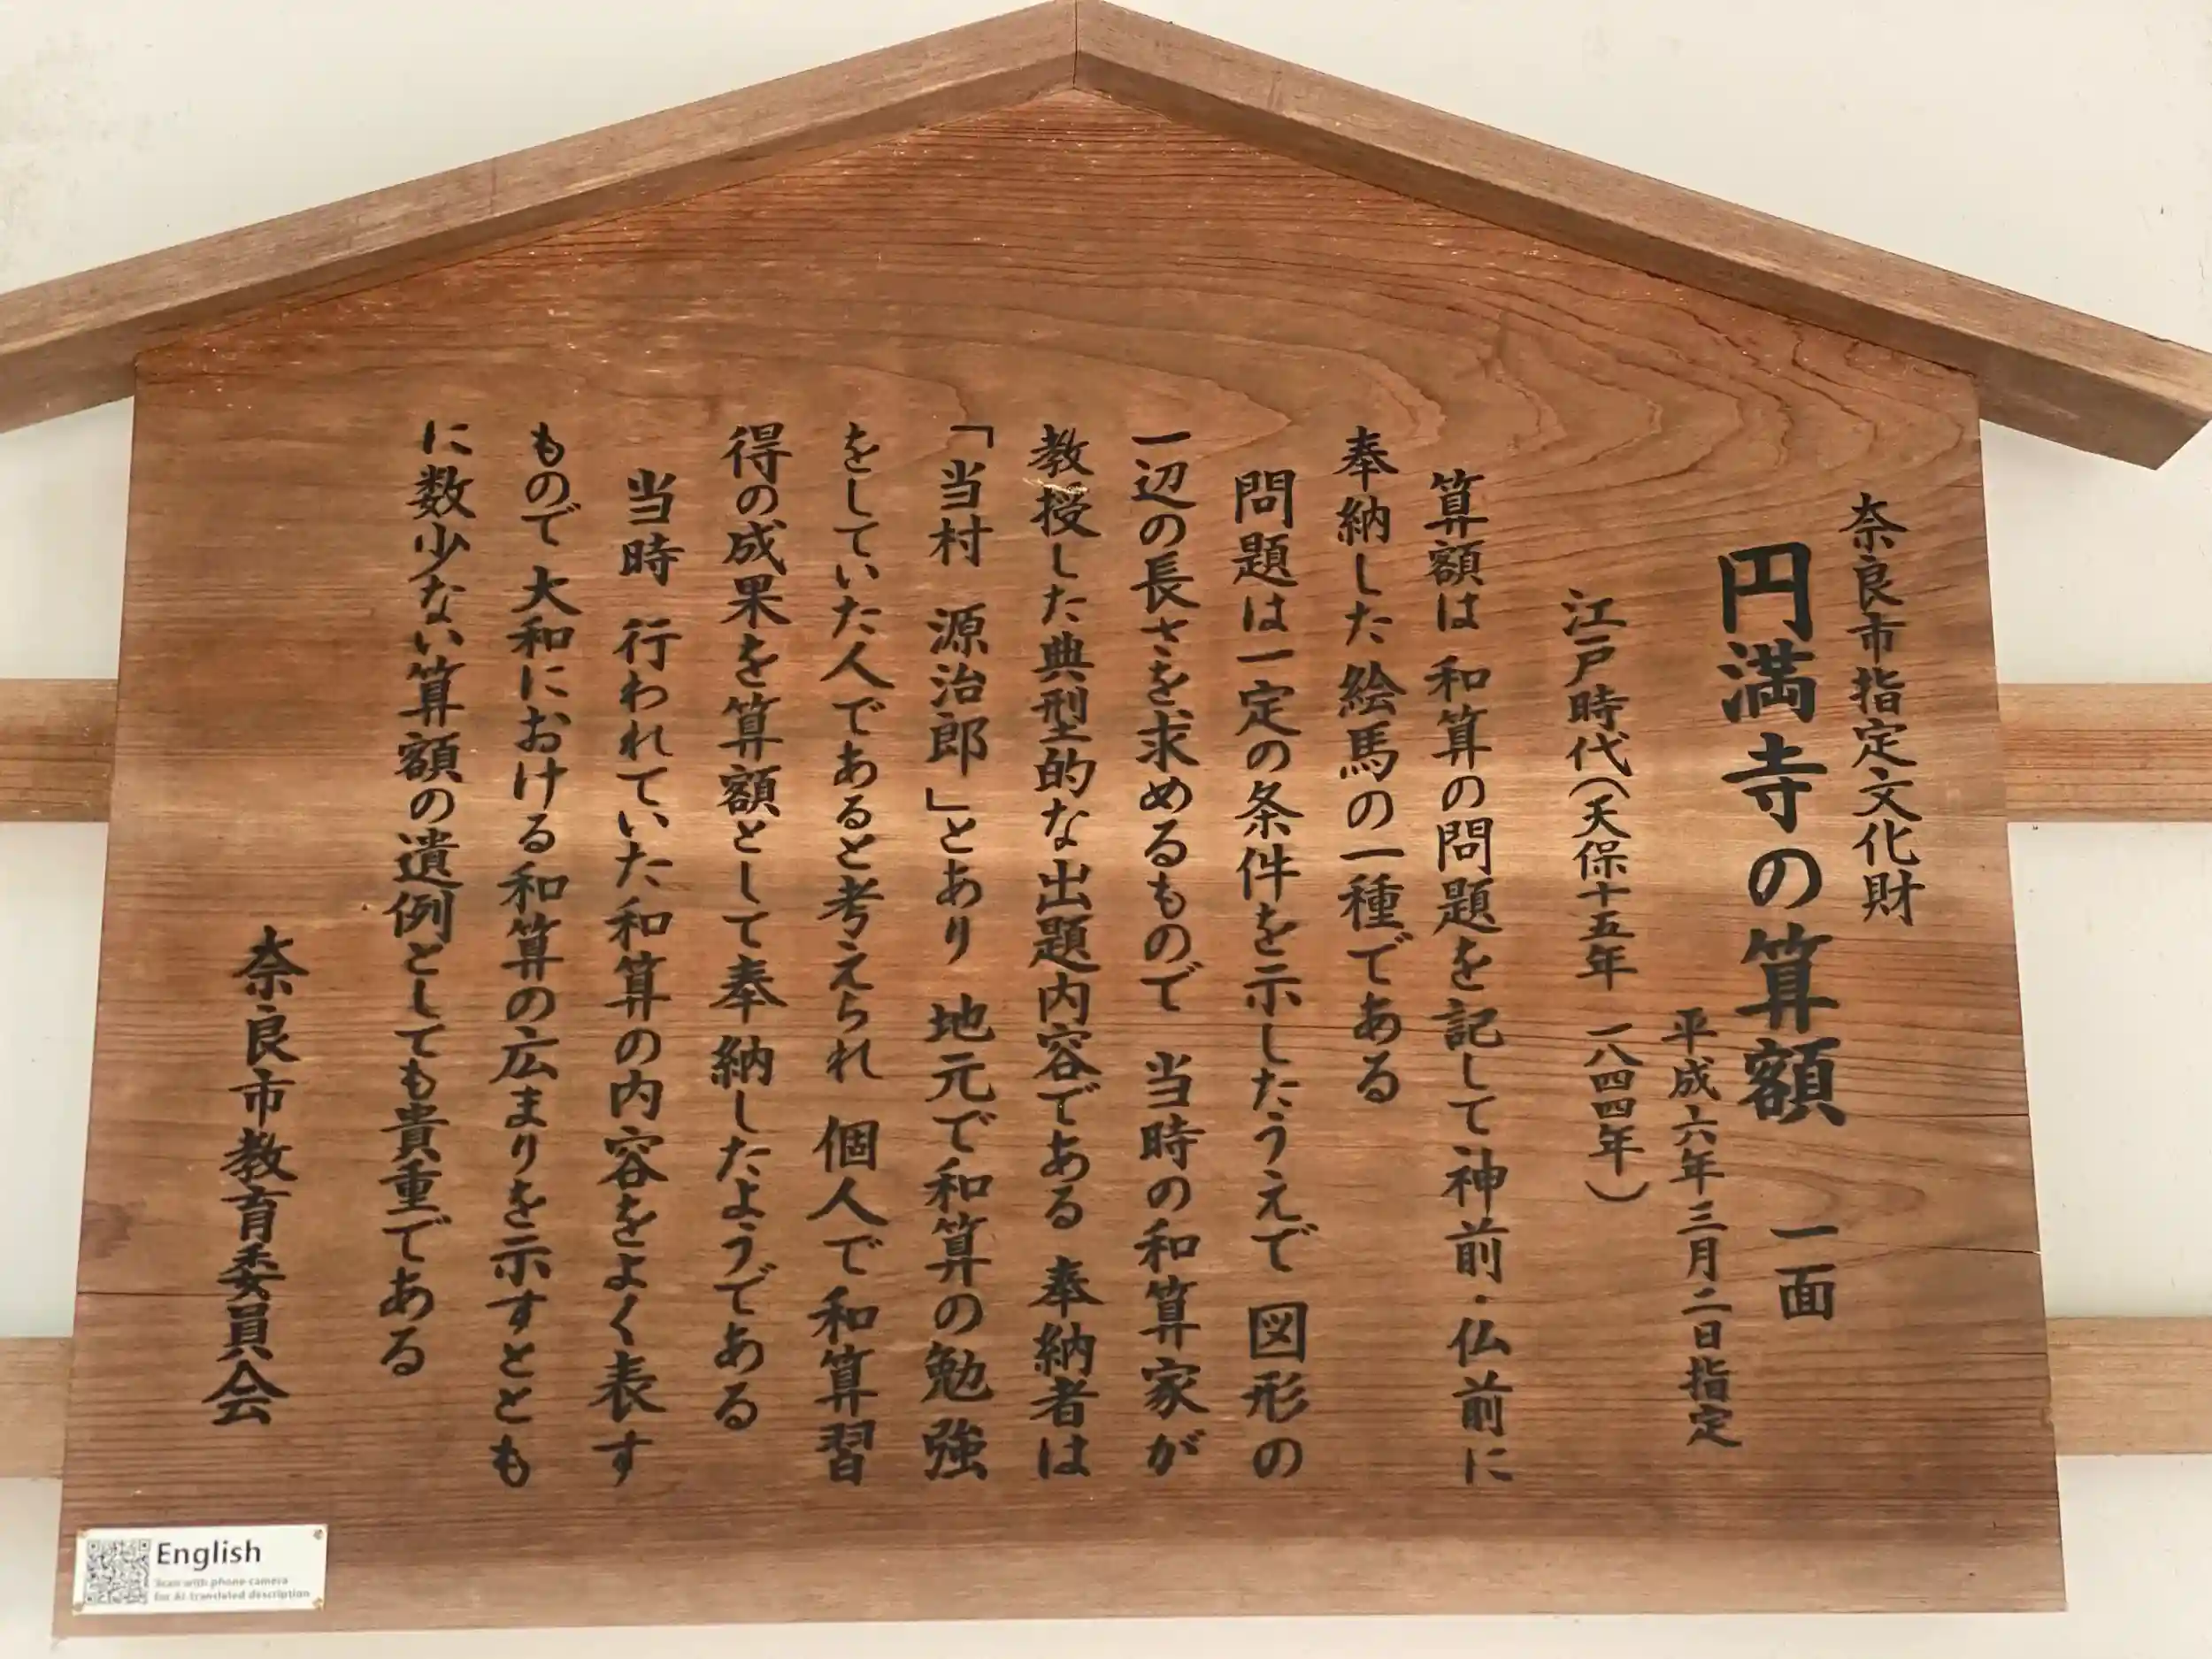 奈良市指定文化財
円満寺の算額 一面
平成六年三月二日指定
江戸時代（天保十五年 一八四四年）
算額は 和算の問題を記して神前・仏前に
奉納した絵馬の一種である
問題は一定の条件を示したうえで 図形の
一辺の長さを求めるもので 当時の和算家が
教授した典型的な出題内容である 奉納者は
「当村 源治郎」とあり 地元で和算の勉強
をしていた人であると考えられ 個人で和算習
得の成果を算額として奉納したようである
当時 行われていた和算の内容をよく表す
もので 大和における和算の広まりを示すととも
に数少ない算額の遺例としても貴重である
奈良市教育委員会
English
Scan with phone camera
for AI translated description